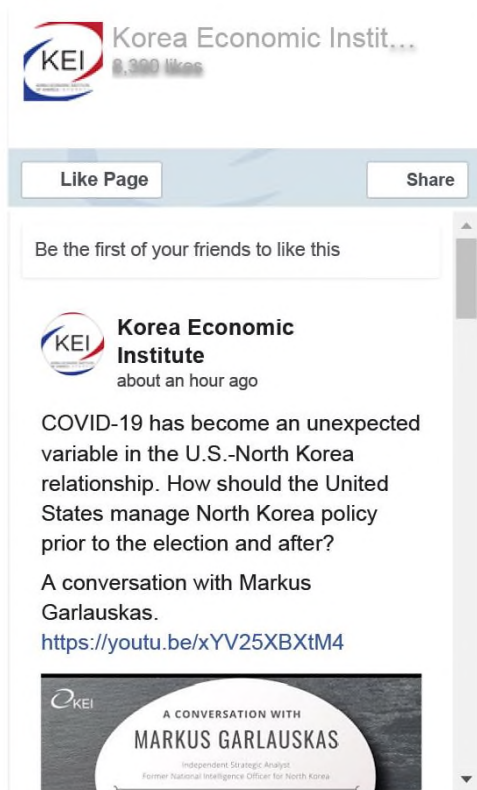 KEI
Korea Economic Instit...
8,390 likes
Like Page
Share
Be the first of your friends to like this
KEI
Korea Economic
Institute
about an hour ago
COVID-19 has become an unexpected
variable in the U.S.-North Korea
relationship. How should the United
States manage North Korea policy
prior to the election and after?
A conversation with Markus
Garlauskas.
https://youtu.be/xYV25XBXtM4
KEI
A CONVERSATION WITH
MARKUS GARLAUSKAS
Independent Strategic Analyst
Former National Intelligence Officer for North Korea